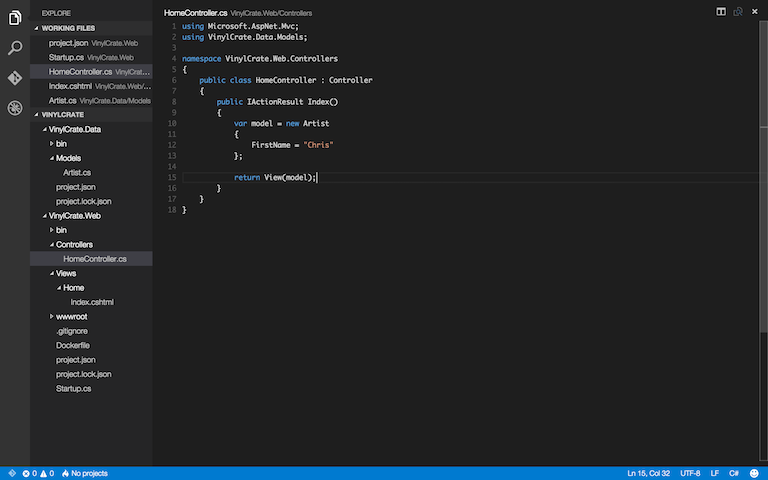 EXPLORE
WORKING FILES
project.json VinylCrate.Web
Startup.cs VinylCrate.Web
HomeController.cs VinylCrat...
Index.cshtml VinylCrate.Web/...
Artist.cs VinylCrate.Data/Models
VINYLCRATE
VinylCrate.Data
bin
Models
Artist.cs
project.json
project.lock.json
VinylCrate.Web
bin
Controllers
HomeController.cs
Views
Home
Index.cshtml
wwwroot
.gitignore
Dockerfile
project.json
project.lock.json
Startup.cs
HomeController.cs VinylCrate.Web/Controllers
1 using Microsoft.AspNet.Mvc;
2 using VinylCrate.Data.Models;
3
4 namespace VinylCrate.Web.Controllers
5 {
6 public class HomeController : Controller
7 {
8 public IActionResult Index()
9 {
10 var model = new Artist
11 {
12 FirstName = "Chris"
13 };
14
15 return View(model);
16 }
17 }
18 }
0 0 No projects
Ln 15, Col 32 UTF-8 LF C#